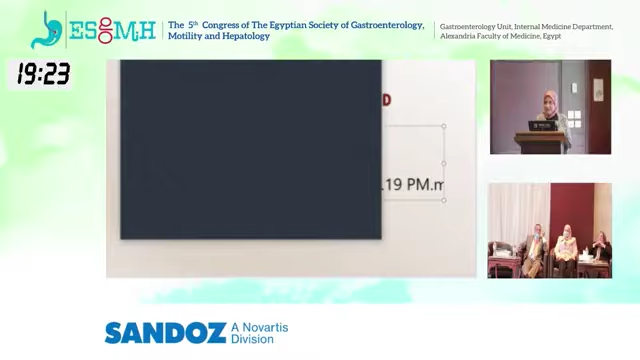 ESGMH
The 5th Congress of The Egyptian Society of Gastroenterology,
Motility and Hepatology
Gastroenterology Unit, Internal Medicine Department,
Alexandria Faculty of Medicine, Egypt
19:23
D
.19 PM.m
SANDOZ A Novartis
Division